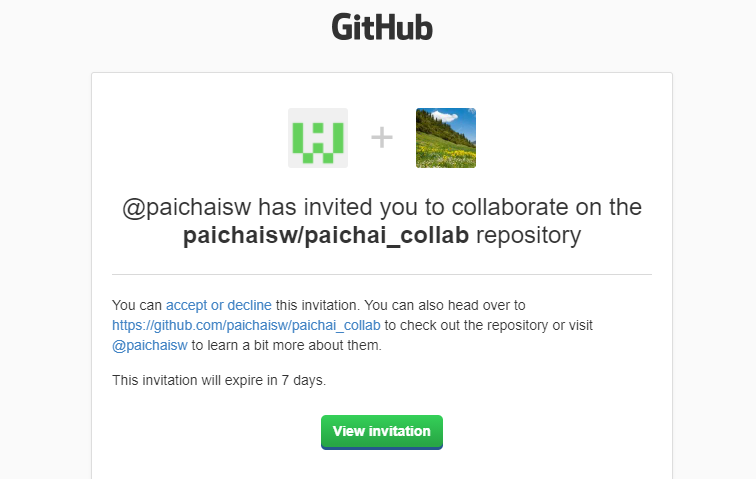 GitHub
@paichaisw has invited you to collaborate on the
paichaisw/paichai_collab repository
You can accept or decline this invitation. You can also head over to
https://github.com/paichaisw/paichai_collab to check out the repository or visit
@paichaisw to learn a bit more about them.
This invitation will expire in 7 days.
View invitation